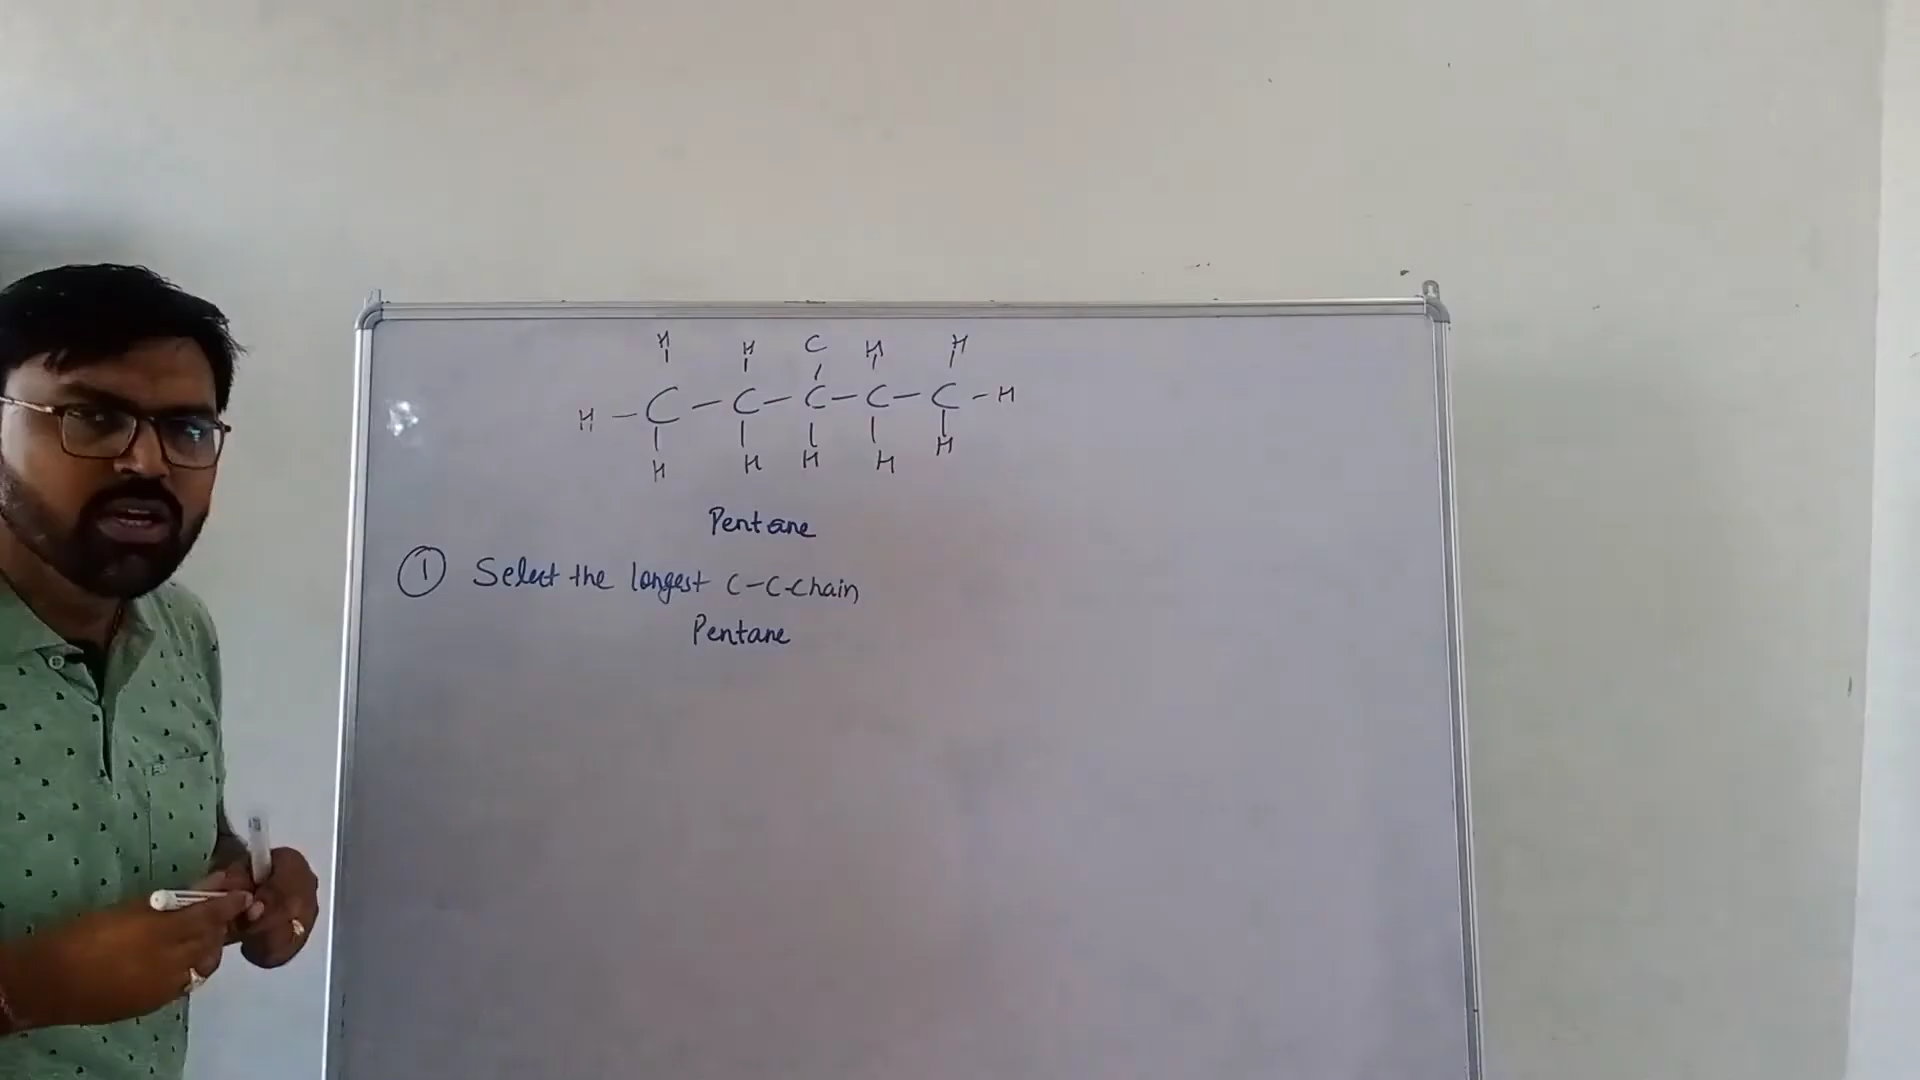 H H C H H
H - C - C - C - C - C - H
H H H H H
Pentane
① Select the longest C-C-Chain
Pentane